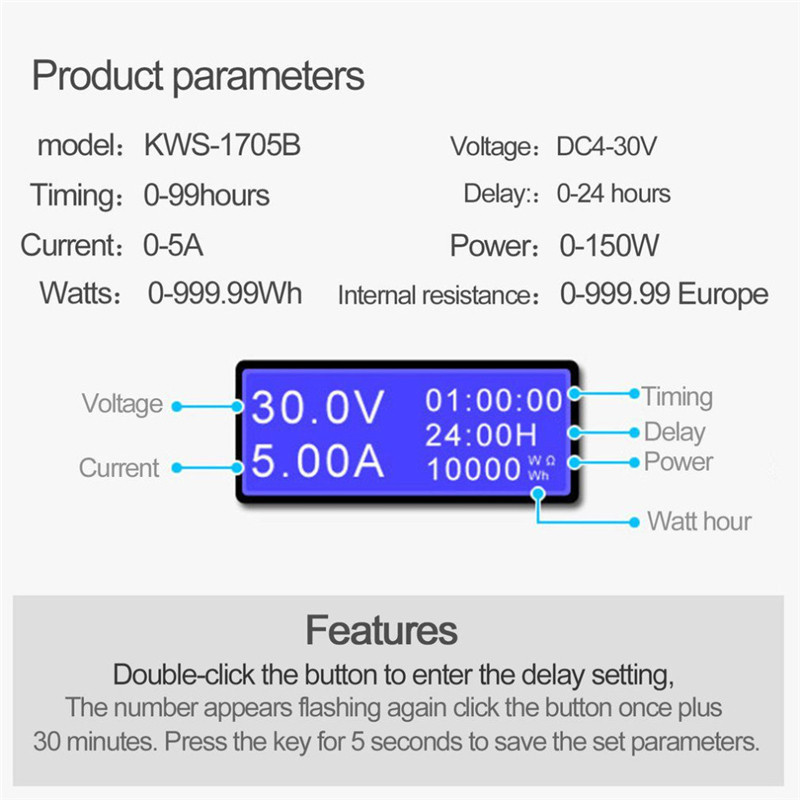 Product parameters
model: KWS-1705B Voltage: DC4-30V
Timing: 0-99hours Delay:: 0-24 hours
Current: 0-5A Power: 0-150W
Watts: 0-999.99Wh Internal resistance: 0-999.99 Europe
Voltage 30.0V 01:00:00 Timing
24:00H Delay
Current 5.00A 10000 W Ω Power
Wh
Watt hour
Features
Double-click the button to enter the delay setting,
The number appears flashing again click the button once plus
30 minutes. Press the key for 5 seconds to save the set parameters.